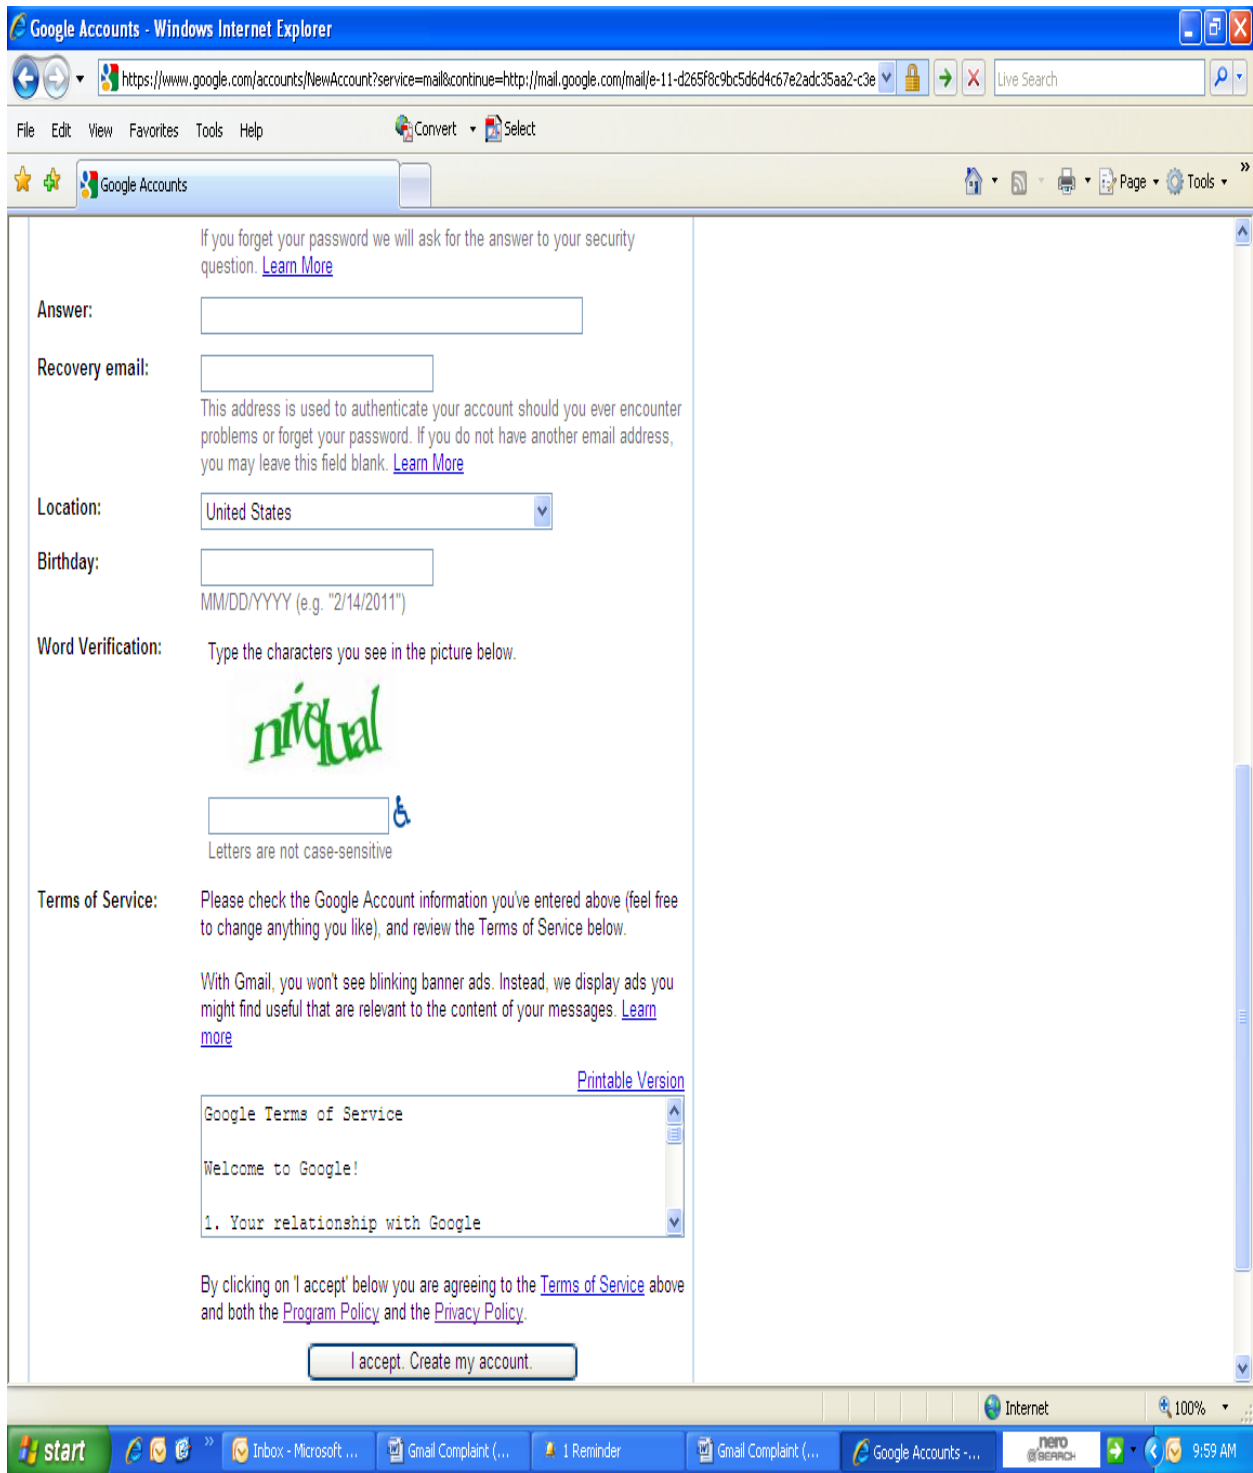 Google Accounts - Windows Internet Explorer
https://www.google.com/accounts/NewAccount?service=mail&continue=http://mail.google.com/mail/e-11-d265f8c9bc5d6d4c67e2adc35aa2-c3e
Live Search
File Edit View Favorites Tools Help Convert Select
Google Accounts
Page Tools
If you forget your password we will ask for the answer to your security
question. Learn More
Answer:
Recovery email:
This address is used to authenticate your account should you ever encounter
problems or forget your password. If you do not have another email address,
you may leave this field blank. Learn More
Location:
United States
Birthday:
MM/DD/YYYY (e.g. "2/14/2011")
Word Verification:
Type the characters you see in the picture below.
nivqual
Letters are not case-sensitive
Terms of Service:
Please check the Google Account information you've entered above (feel free
to change anything you like), and review the Terms of Service below.
With Gmail, you won't see blinking banner ads. Instead, we display ads you
might find useful that are relevant to the content of your messages. Learn
more
Printable Version
Google Terms of Service
Welcome to Google!
1. Your relationship with Google
By clicking on 'I accept' below you are agreeing to the Terms of Service above
and both the Program Policy and the Privacy Policy.
I accept. Create my account.
Internet
100%
start
Inbox - Microsoft ...
Gmail Complaint (...
1 Reminder
Gmail Complaint (...
Google Accounts -...
nero
SEARCH
9:59 AM